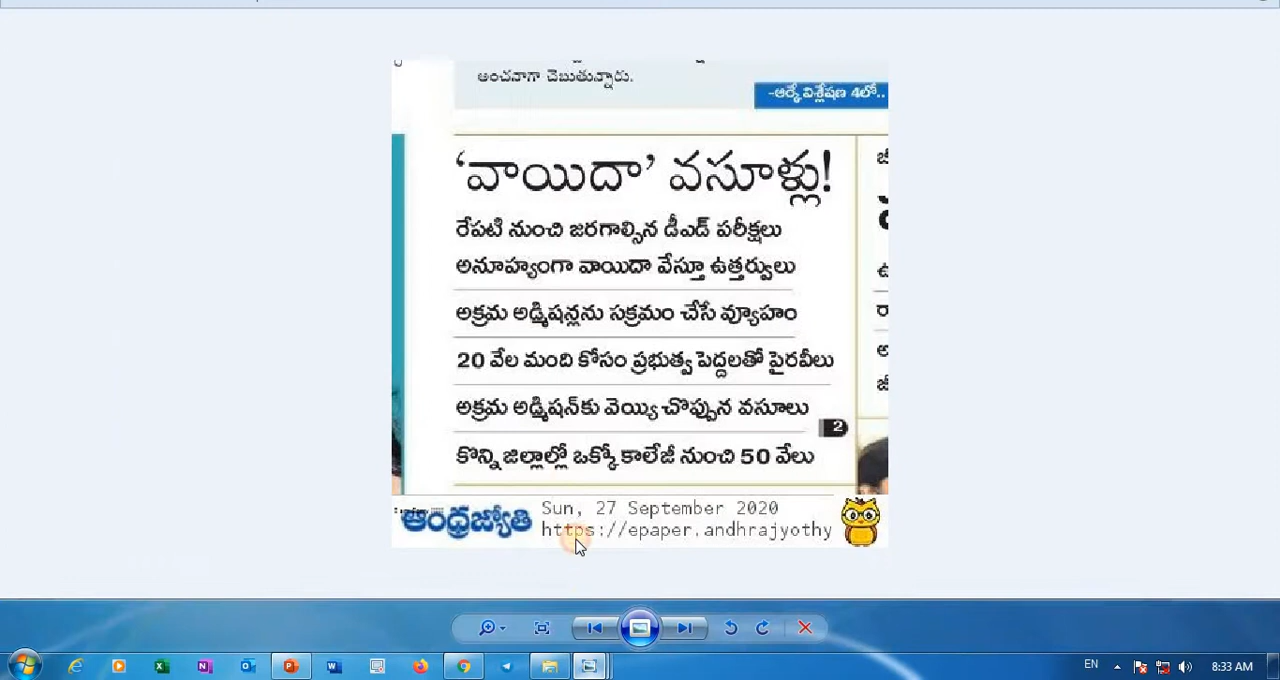 అంచనాగా చెబుతున్నారు.
-ఆర్కే విశ్లేషణ 4లో..
‘వాయిదా’ వసూళ్లు!
రేపటి నుంచి జరగాల్సిన డీఎడ్ పరీక్షలు
అనూహ్యంగా వాయిదా వేస్తూ ఉత్తర్వులు
అక్రమ అడ్మిషన్లను సక్రమం చేసే వ్యూహం
20 వేల మంది కోసం ప్రభుత్వ పెద్దలతో పైరవీలు
అక్రమ అడ్మిషన్‌కు వెయ్యి చొప్పున వసూలు
2
కొన్ని జిల్లాల్లో ఒక్కో కాలేజీ నుంచి 50 వేలు
ఆంధ్రజ్యోతి
Sun, 27 September 2020
https://epaper.andhrajyothy
EN
8:33 AM